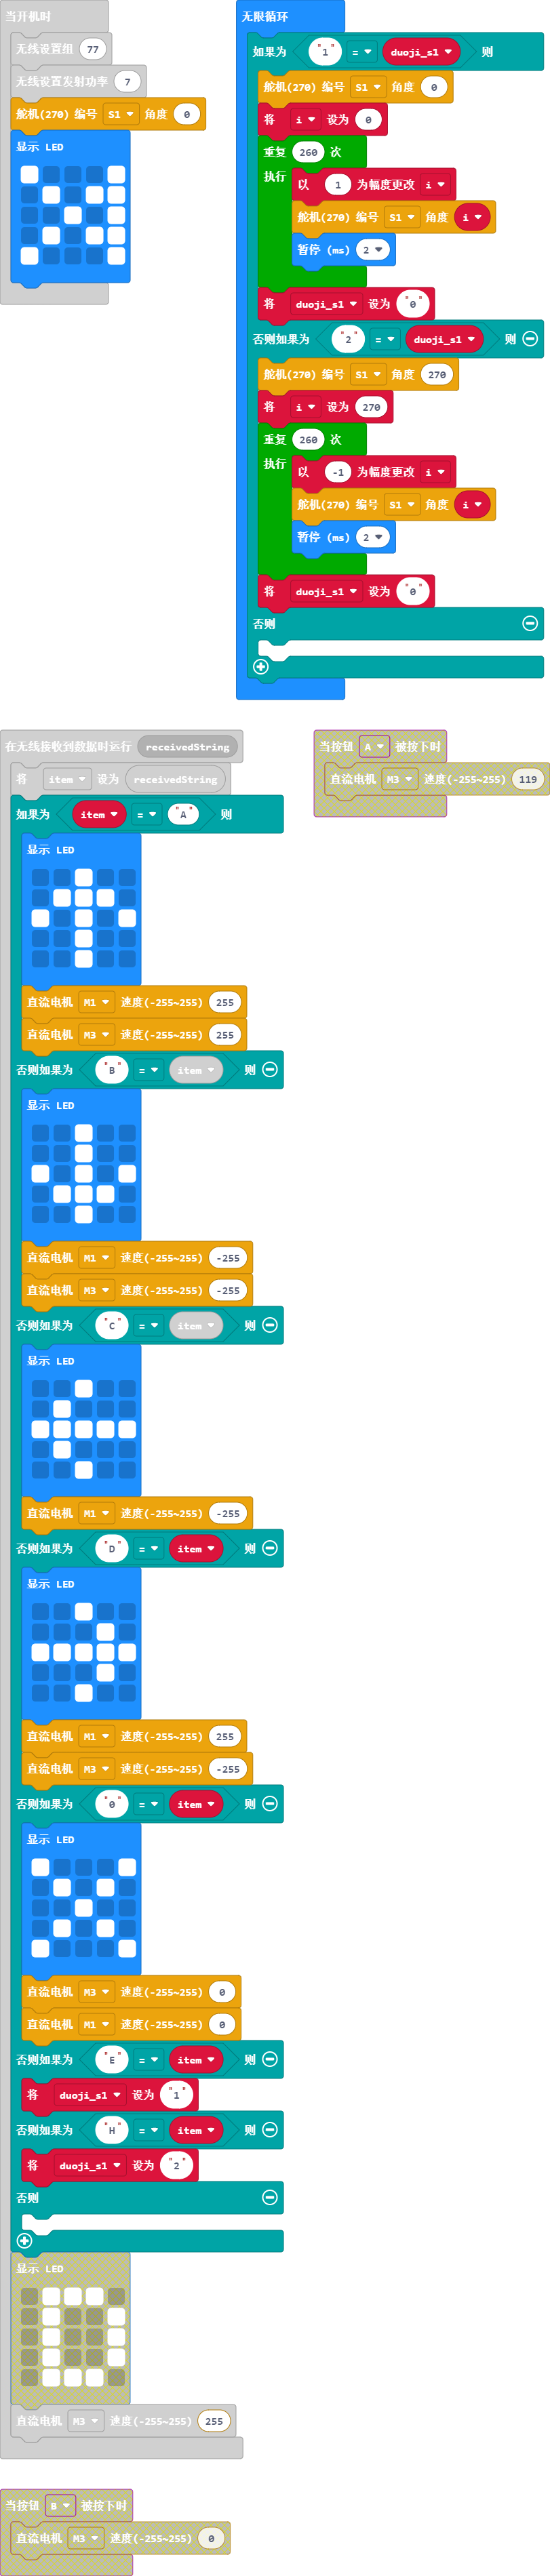 当开机时
无线设置组 77
无线设置发射功率 7
舵机(270) 编号 S1 角度 0
显示 LED
无限循环
如果为 "1" = duoji_s1 则
舵机(270) 编号 S1 角度 0
将 i 设为 0
重复 260 次
执行
以 1 为幅度更改 i
舵机(270) 编号 S1 角度 i
暂停 (ms) 2
将 duoji_s1 设为 "0"
否则如果为 "2" = duoji_s1 则
舵机(270) 编号 S1 角度 270
将 i 设为 270
重复 260 次
执行
以 -1 为幅度更改 i
舵机(270) 编号 S1 角度 i
暂停 (ms) 2
将 duoji_s1 设为 "0"
否则
在无线接收到数据时运行 receivedString
将 item 设为 receivedString
如果为 item = "A" 则
显示 LED
直流电机 M1 速度(-255~255) 255
直流电机 M3 速度(-255~255) 255
否则如果为 "B" = item 则
显示 LED
直流电机 M1 速度(-255~255) -255
直流电机 M3 速度(-255~255) -255
否则如果为 "C" = item 则
显示 LED
直流电机 M1 速度(-255~255) -255
否则如果为 "D" = item 则
显示 LED
直流电机 M1 速度(-255~255) 255
直流电机 M3 速度(-255~255) -255
否则如果为 "0" = item 则
显示 LED
直流电机 M3 速度(-255~255) 0
直流电机 M1 速度(-255~255) 0
否则如果为 "E" = item 则
将 duoji_s1 设为 "1"
否则如果为 "H" = item 则
将 duoji_s1 设为 "2"
否则
显示 LED
直流电机 M3 速度(-255~255) 255
当按钮 A 被按下时
直流电机 M3 速度(-255~255) 119
当按钮 B 被按下时
直流电机 M3 速度(-255~255) 0